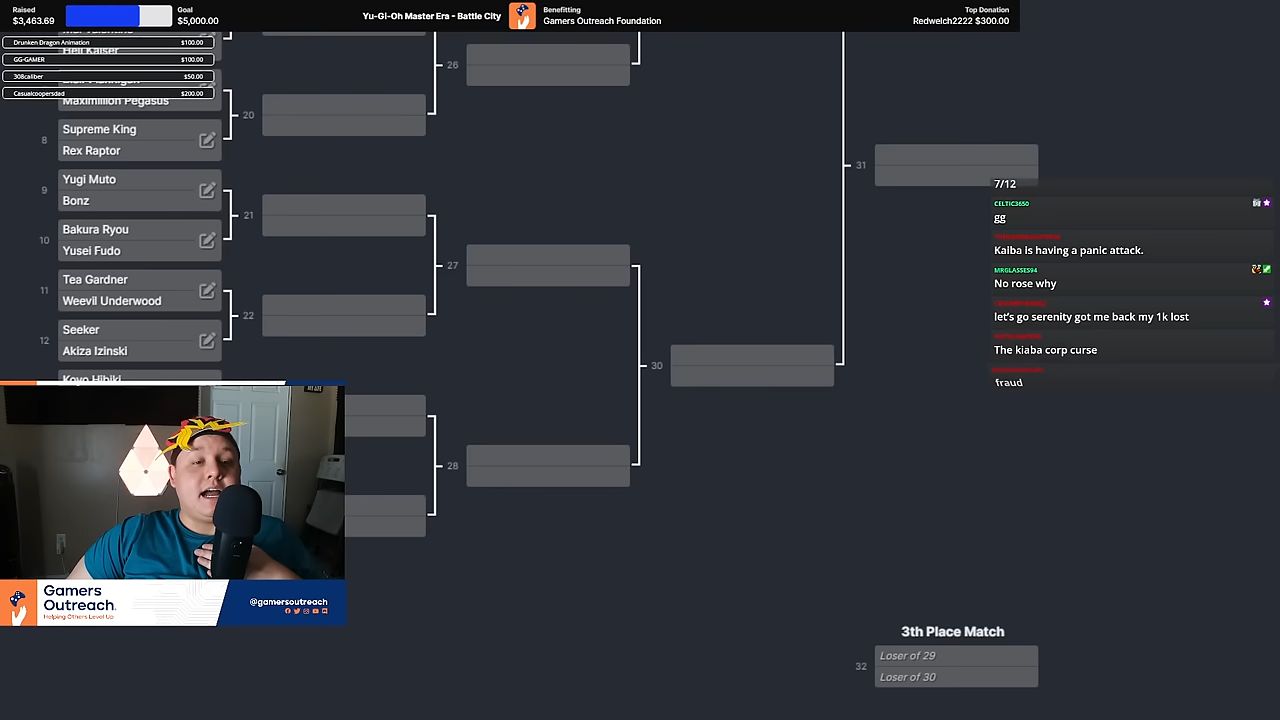 Raised
$3,463.69
Goal
$5,000.00
Yu-Gi-Oh Master Era - Battle City
Benefitting
Gamers Outreach Foundation
Top Donation
Redwelch2222 $300.00
Drunken Dragon Animation $100.00
GG-GAMER $100.00
308caliber $50.00
Casualcoopersdad $200.00
Hell Kaiser
Maximillion Pegasus
8
Supreme King
Rex Raptor
9
Yugi Muto
Bonz
10
Bakura Ryou
Yusei Fudo
11
Tea Gardner
Weevil Underwood
12
Seeker
Akiza Izinski
Koyo Hibiki
20
21
22
26
27
28
30
31
7/12
CELTIC3650
gg
Kaiba is having a panic attack.
MRGLASSES94
No rose why
let's go serenity got me back my 1k lost
The kiaba corp curse
fraud
Gamers
Outreach.
Helping Others Level Up
@gamersoutreach
3th Place Match
32
Loser of 29
Loser of 30